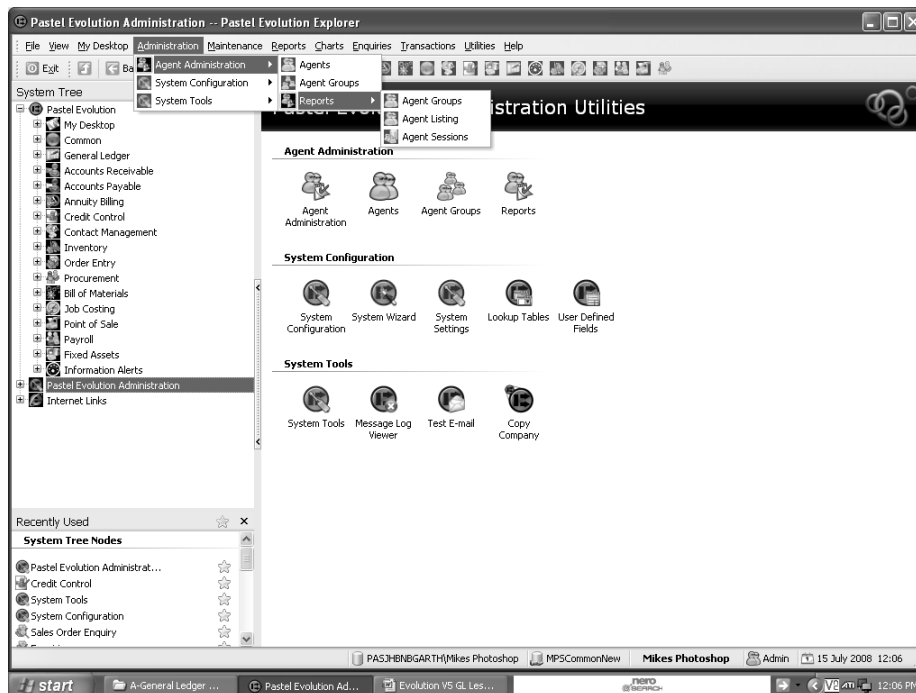 Pastel Evolution Administration -- Pastel Evolution Explorer
File View My Desktop Administration Maintenance Reports Charts Enquiries Transactions Utilities Help
Exit Ba
Agent Administration
System Configuration
System Tools
Agents
Agent Groups
Reports
Agent Groups
Agent Listing
Agent Sessions
System Tree
Pastel Evolution
My Desktop
Common
General Ledger
Accounts Receivable
Accounts Payable
Annuity Billing
Credit Control
Contact Management
Inventory
Order Entry
Procurement
Bill of Materials
Job Costing
Point of Sale
Payroll
Fixed Assets
Information Alerts
Pastel Evolution Administration
Internet Links
Recently Used
System Tree Nodes
Pastel Evolution Administrat...
Credit Control
System Tools
System Configuration
Sales Order Enquiry
istration Utilities
Agent Administration
Agent Administration
Agents
Agent Groups
Reports
System Configuration
System Configuration
System Wizard
System Settings
Lookup Tables
User Defined Fields
System Tools
System Tools
Message Log Viewer
Test E-mail
Copy Company
PASJHBNBGARTH\Mikes Photoshop MPSCommonNew Mikes Photoshop Admin 15 July 2008 12:06
start A-General Ledger ... Pastel Evolution Ad... Evolution V5 GL Les... nero SEARCH 12:06 PM